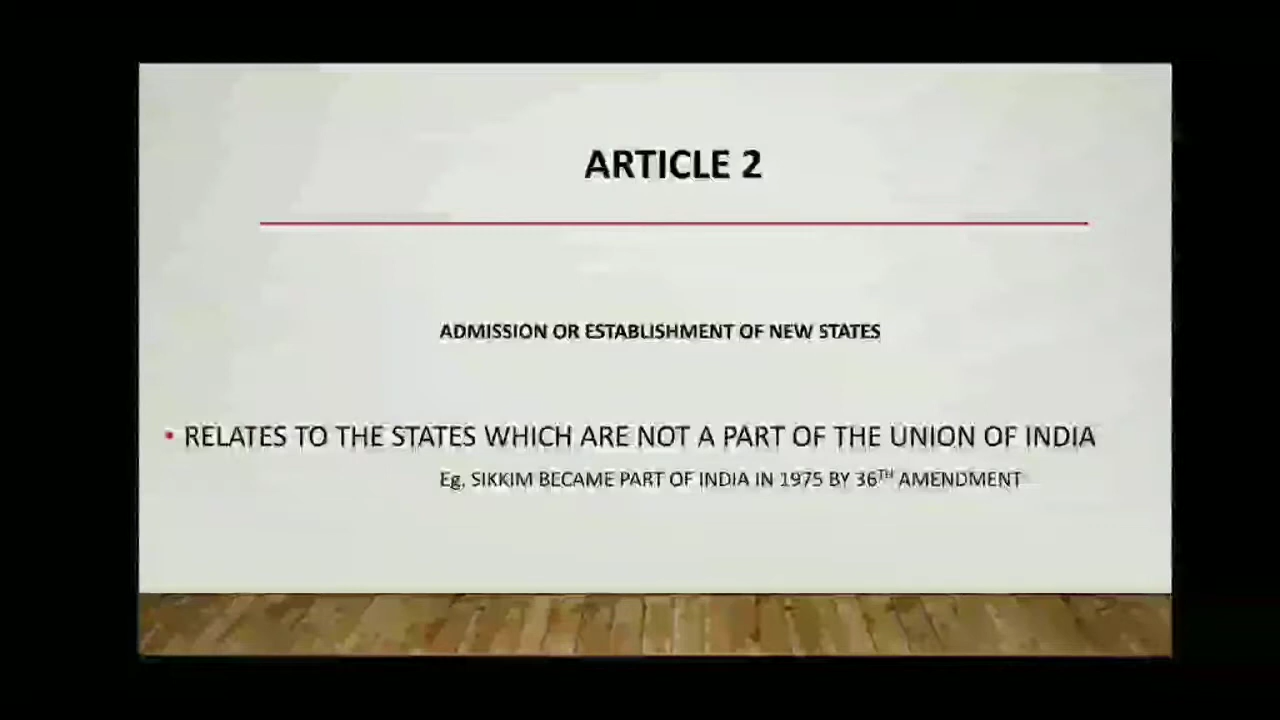 ARTICLE 2
ADMISSION OR ESTABLISHMENT OF NEW STATES
• RELATES TO THE STATES WHICH ARE NOT A PART OF THE UNION OF INDIA
Eg, SIKKIM BECAME PART OF INDIA IN 1975 BY 36TH AMENDMENT